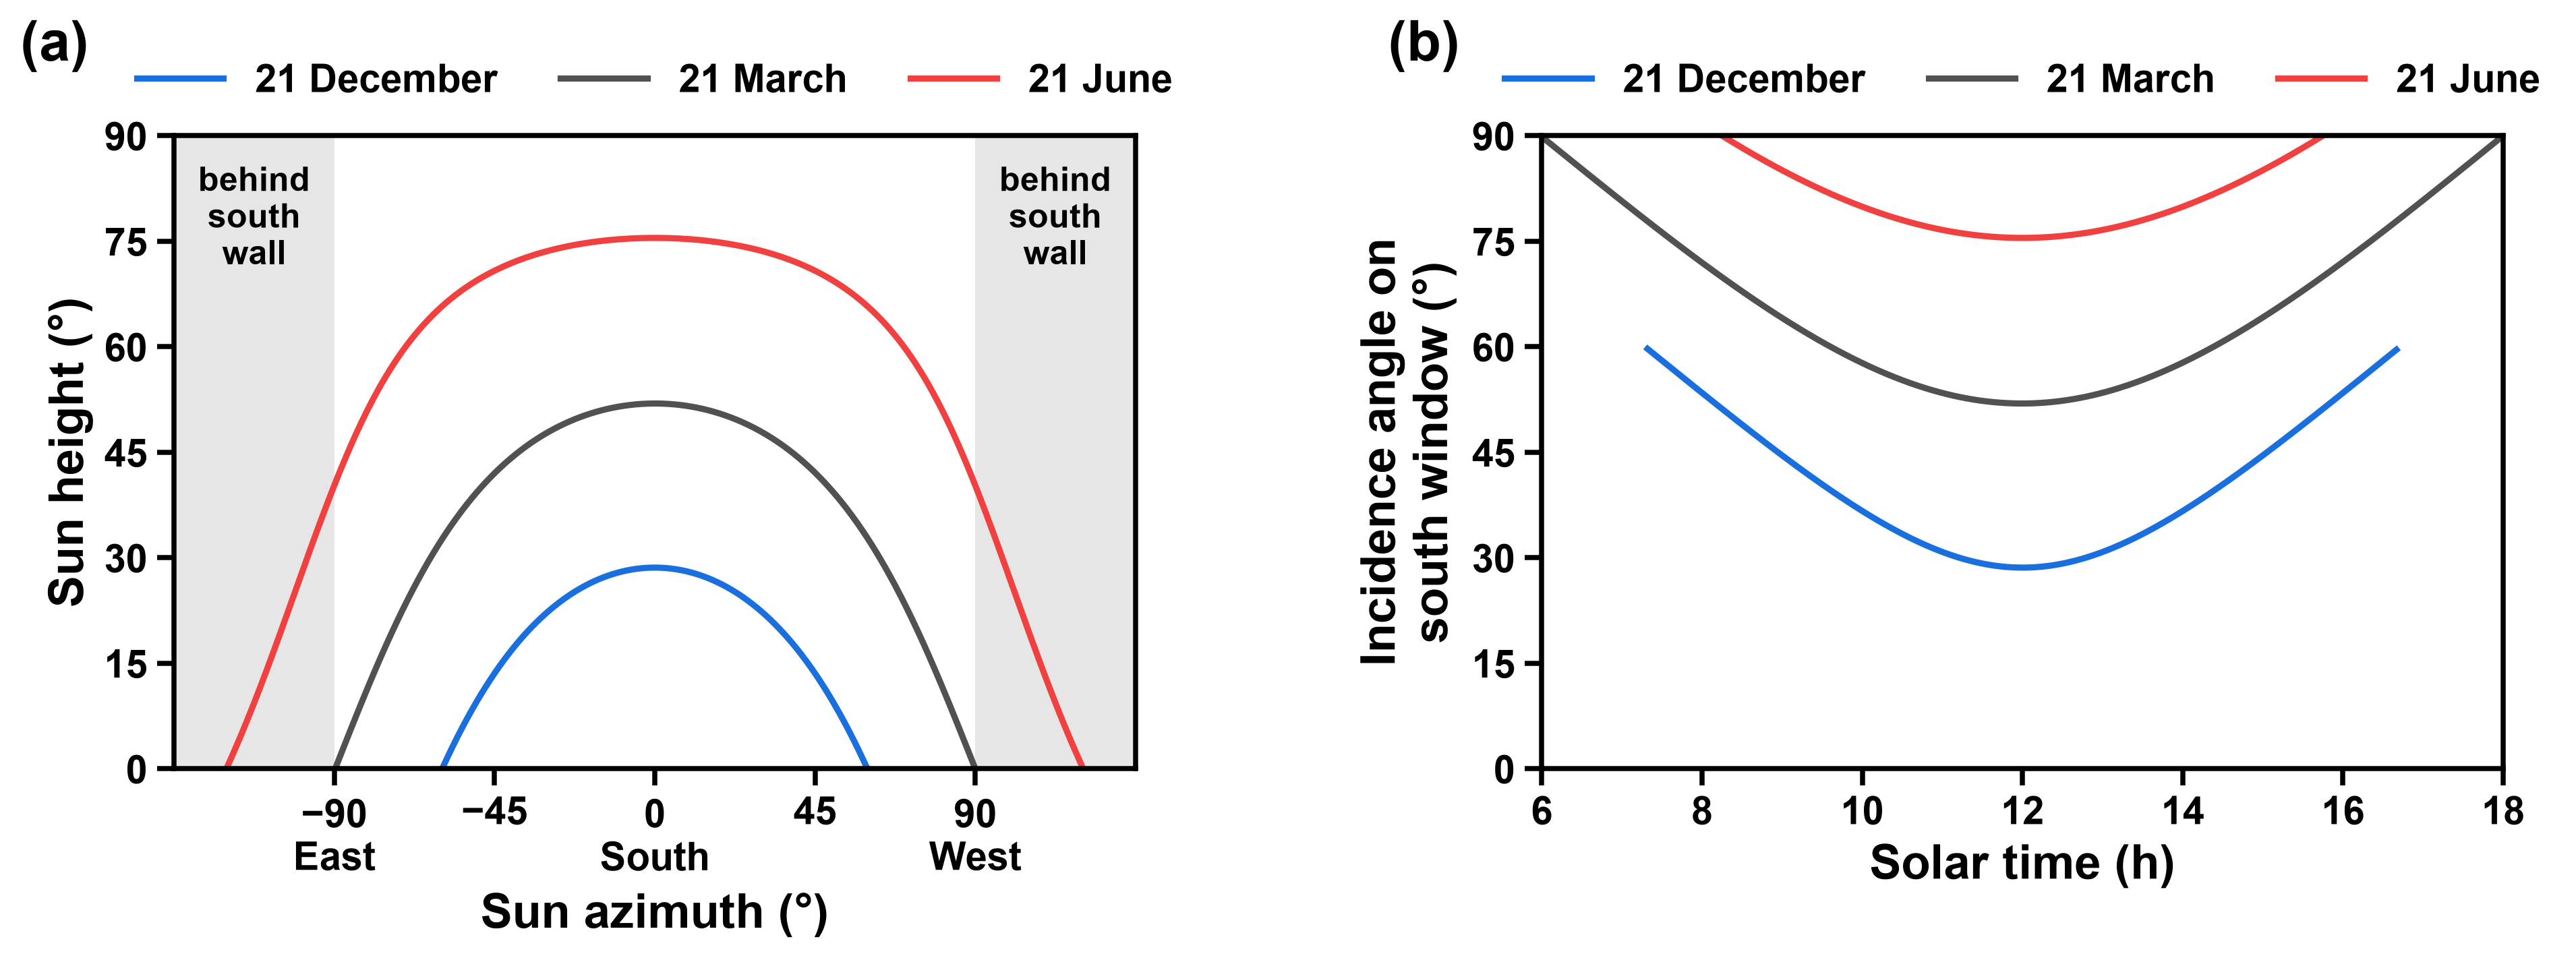 (a)
21 December 21 March 21 June
90
75
60
45
30
15
0
Sun height (°)
behind
south
wall
behind
south
wall
−90 −45 0 45 90
East South West
Sun azimuth (°)
(b)
21 December 21 March 21 June
90
75
60
45
30
15
0
Incidence angle on
south window (°)
6 8 10 12 14 16 18
Solar time (h)